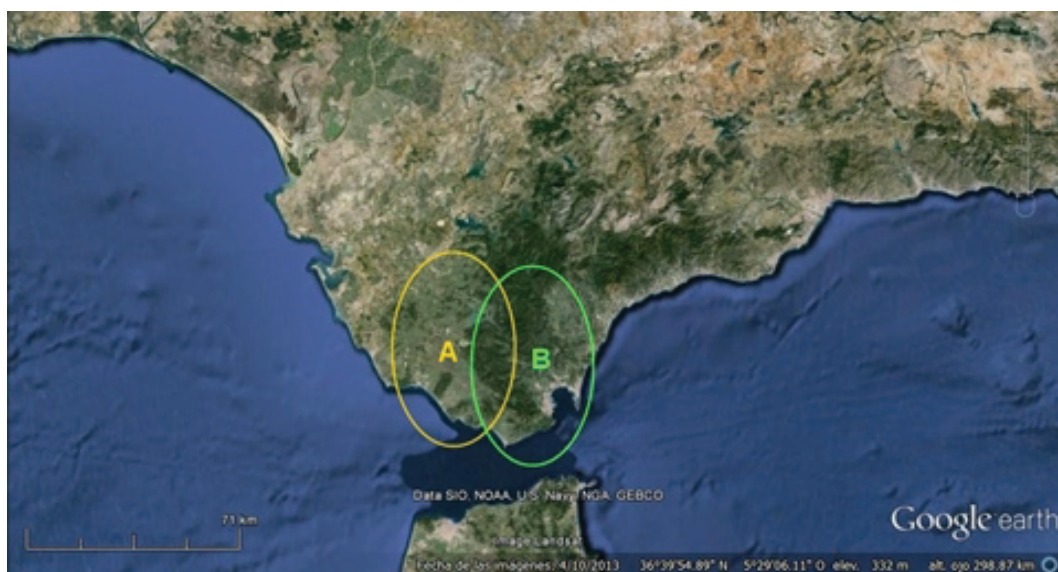 A
B
Data SIO, NOAA, U.S. Navy, NGA, GEBCO
71 km
Google earth
Image Landsat
Fecha de las imágenes: 4/10/2013 36°39'54.89" N 5°29'06.11" O elev. 332 m alt. ojo 298.87 km